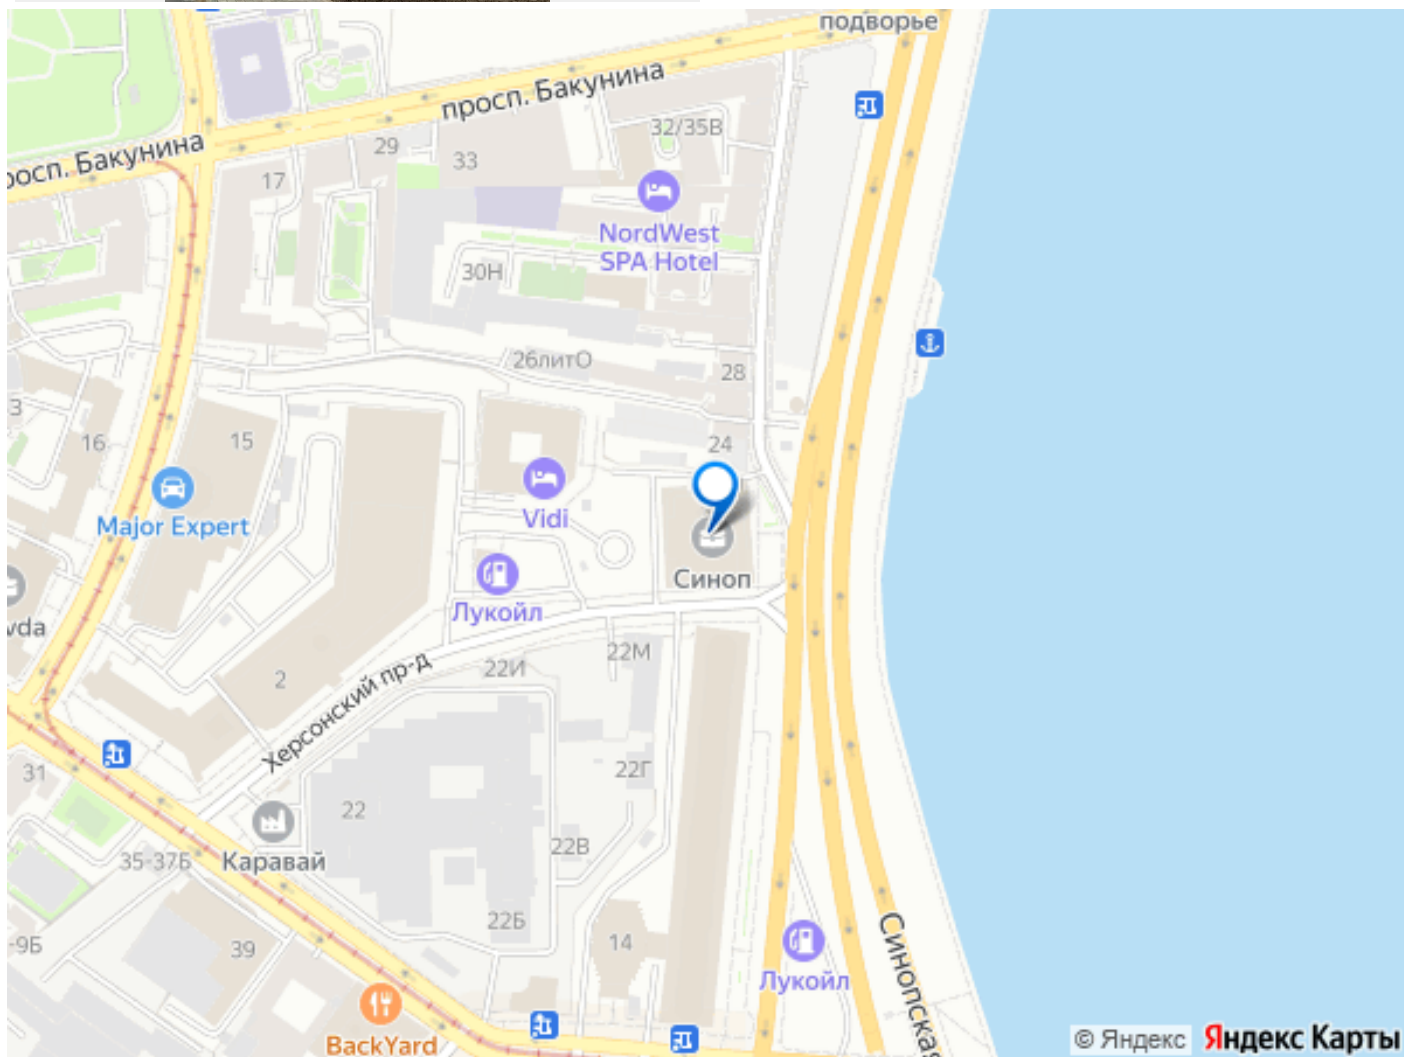 подворье
просп. Бакунина
просп. Бакунина
32/35В
29
33
17
NordWest
SPA Hotel
30Н
26литО
28
3
16
15
24
Vidi
Major Expert
Синоп
Лукойл
vda
22М
22И
2
Херсонский пр-д
22Г
31
22
22В
35-37Б
Каравай
22Б
-9Б
39
14
Лукойл
Синопская
BackYard
© Яндекс Яндекс Карты